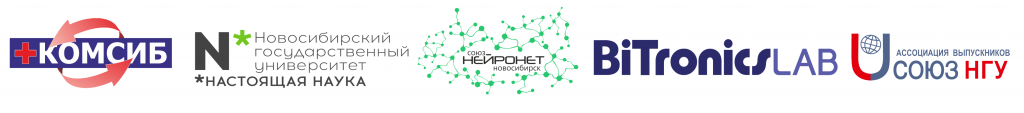 +КОМСИБ
N*
Новосибирский
государственный
университет
*НАСТОЯЩАЯ НАУКА
союз
НЕЙРОНЕТ
новосибирск
BiTronicsLAB
АССОЦИАЦИЯ ВЫПУСКНИКОВ
СОЮЗ НГУ